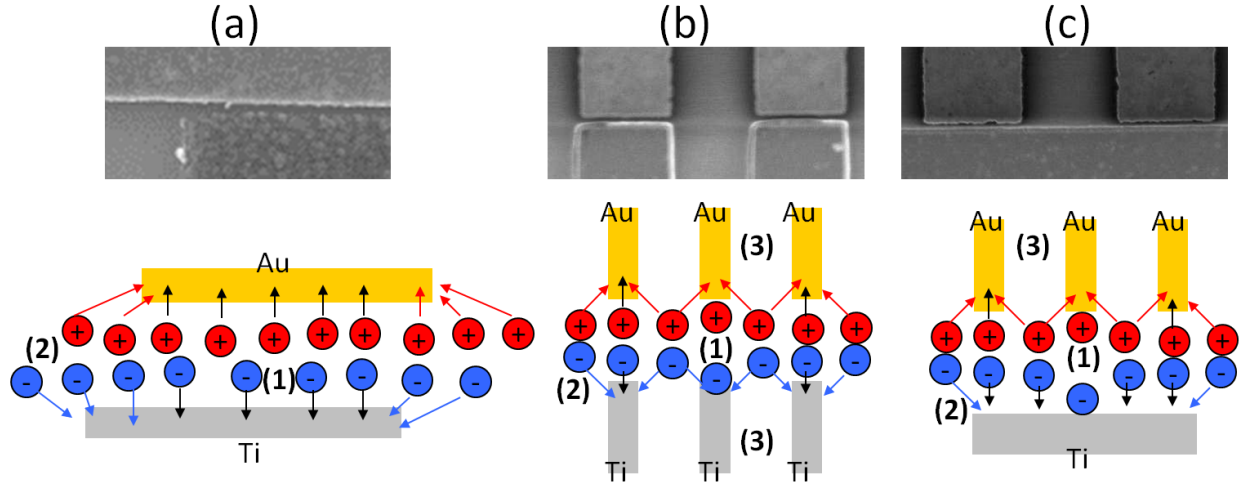 (a) (b) (c)
Au Au Au Au Au Au Au
(3) (3)
+ + + + + + + + +
+ + + + + +
+ + + + + +
(2) (1) (1) (1)
- - - - - - - - -
- - - - - -
- - - - - -
(2) (2)
(3)
Ti Ti Ti Ti Ti